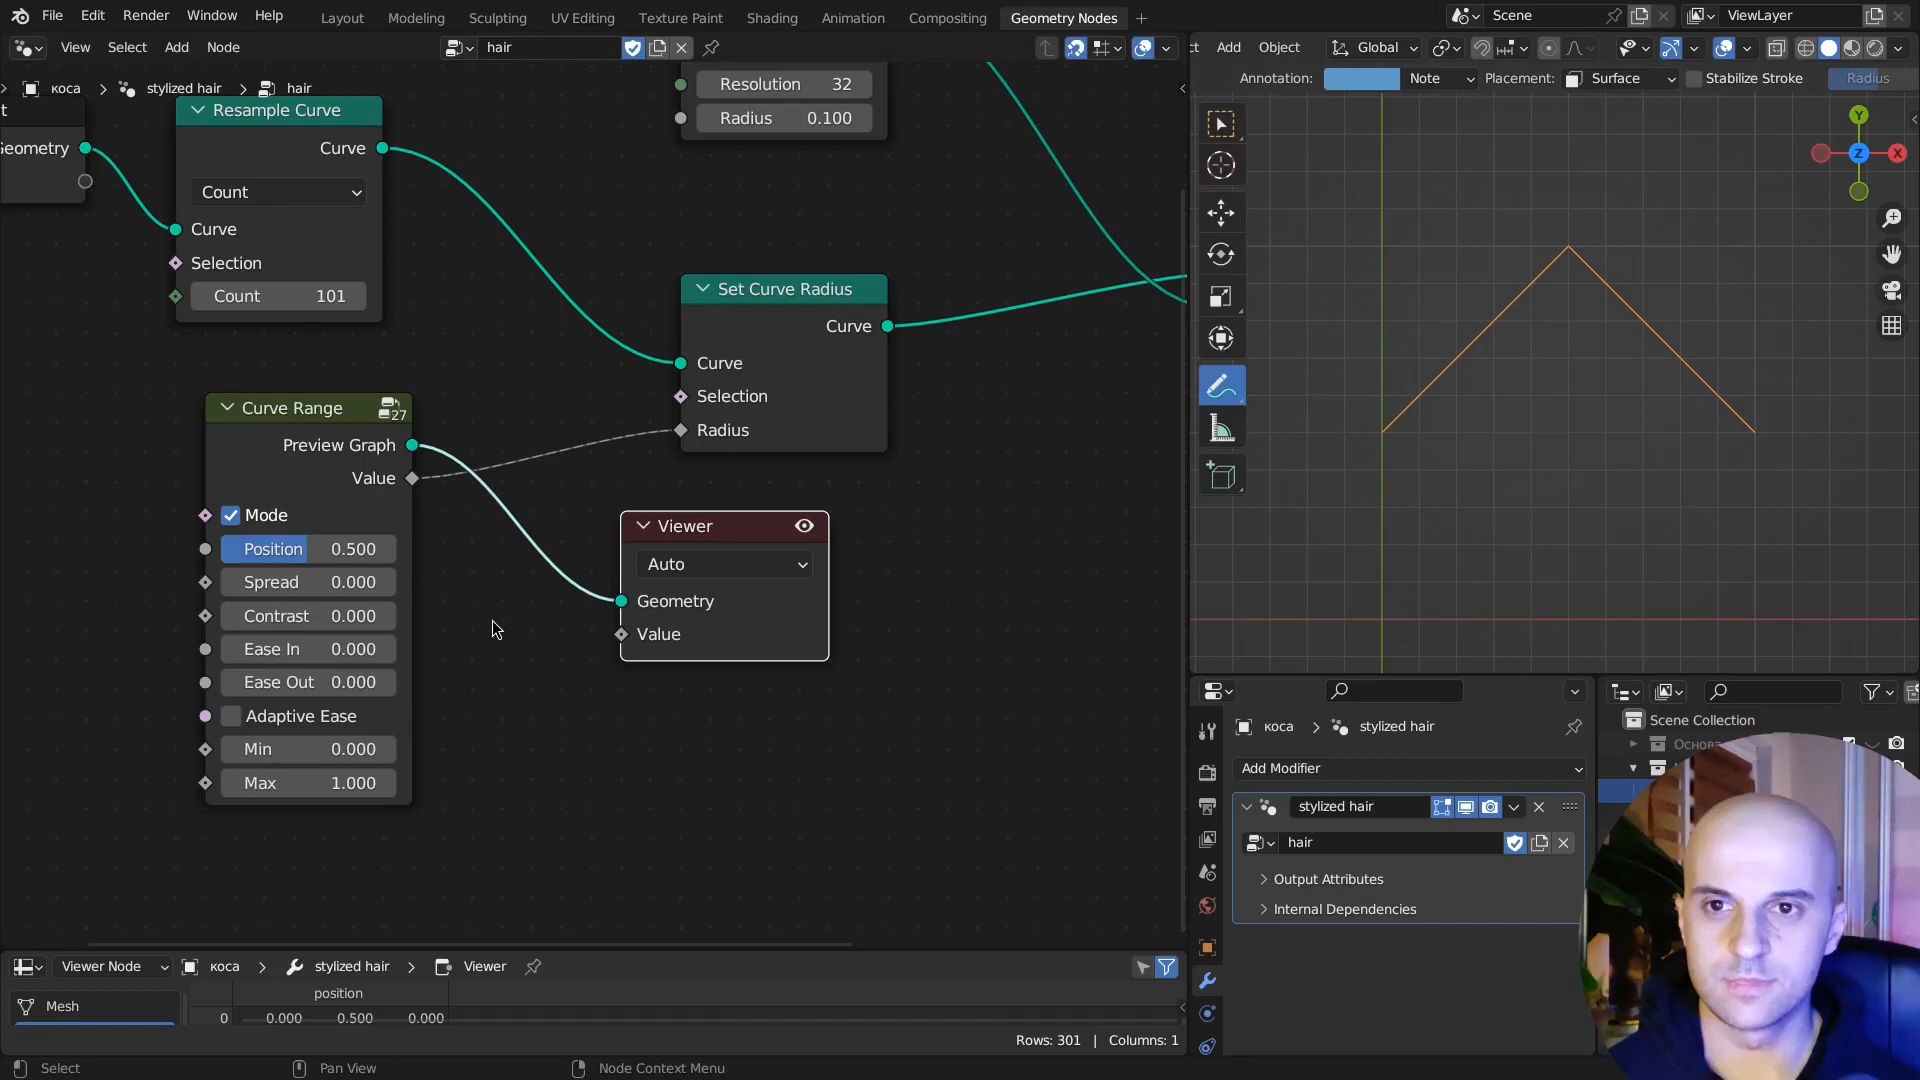 File Edit Render Window Help
Layout Modeling Sculpting UV Editing Texture Paint Shading Animation Compositing Geometry Nodes
Scene
ViewLayer
View Select Add Node
hair
Add Object
Global
Annotation: Note Placement: Surface Stabilize Stroke Radius
коса stylized hair hair
Geometry
Resample Curve
Curve
Count
Curve
Selection
Count 101
Resolution 32
Radius 0.100
Set Curve Radius
Curve
Curve
Selection
Radius
Curve Range
27
Preview Graph
Value
Mode
Position 0.500
Spread 0.000
Contrast 0.000
Ease In 0.000
Ease Out 0.000
Adaptive Ease
Min 0.000
Max 1.000
Viewer
Auto
Geometry
Value
Y
Z X
коса stylized hair
Add Modifier
stylized hair
hair
Output Attributes
Internal Dependencies
Scene Collection
Viewer Node коса stylized hair Viewer
Mesh
position
0 0.000 0.500 0.000
Rows: 301 | Columns: 1
Select Pan View Node Context Menu